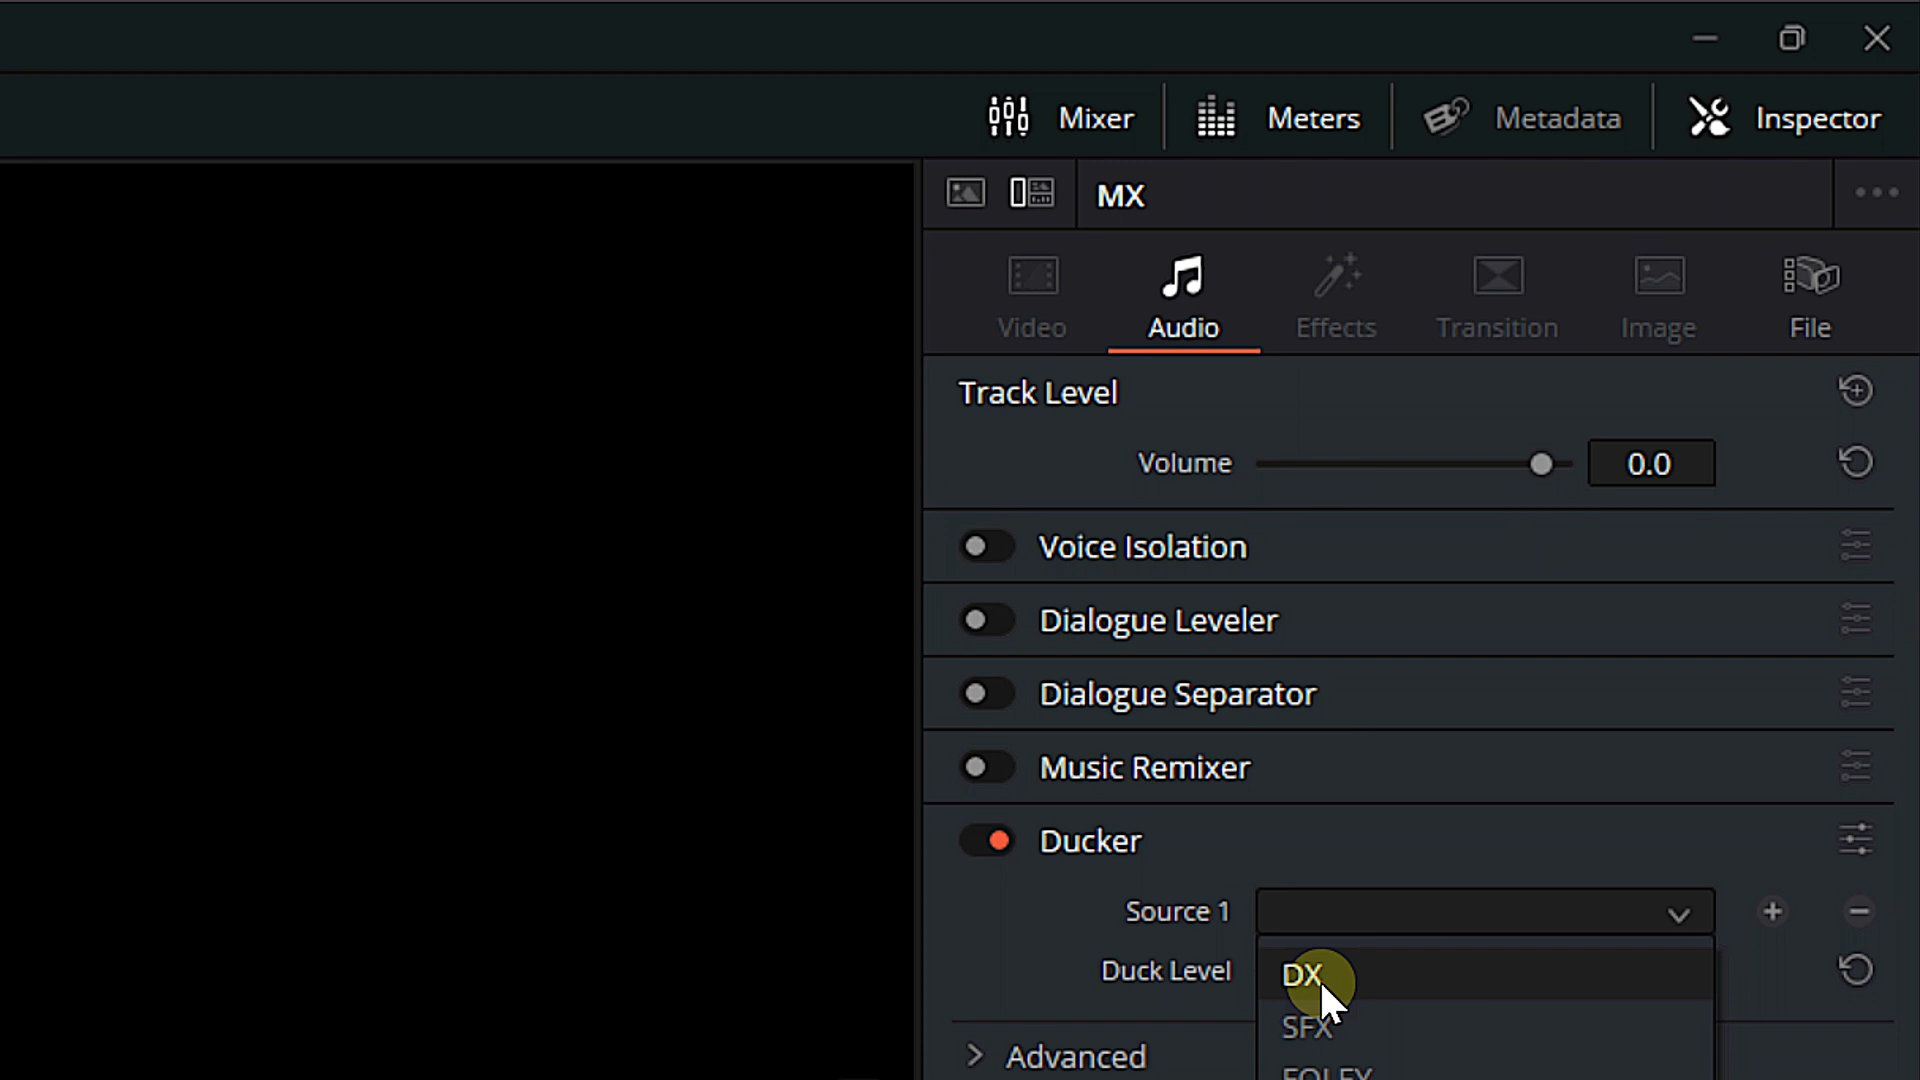 Mixer Meters Metadata Inspector
MX
Video Audio Effects Transition Image File
Track Level
Volume 0.0
Voice Isolation
Dialogue Leveler
Dialogue Separator
Music Remixer
Ducker
Source 1
Duck Level DX
SFX
Advanced
FOLEY